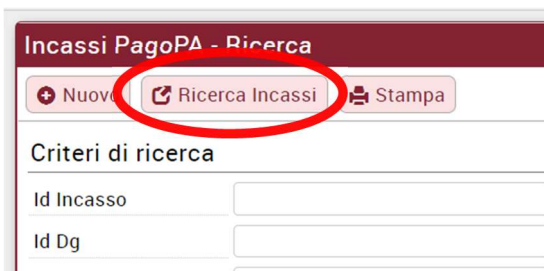 Incassi PagoPA - Ricerca
Nuovo Ricerca Incassi Stampa
Criteri di ricerca
Id Incasso
Id Dg